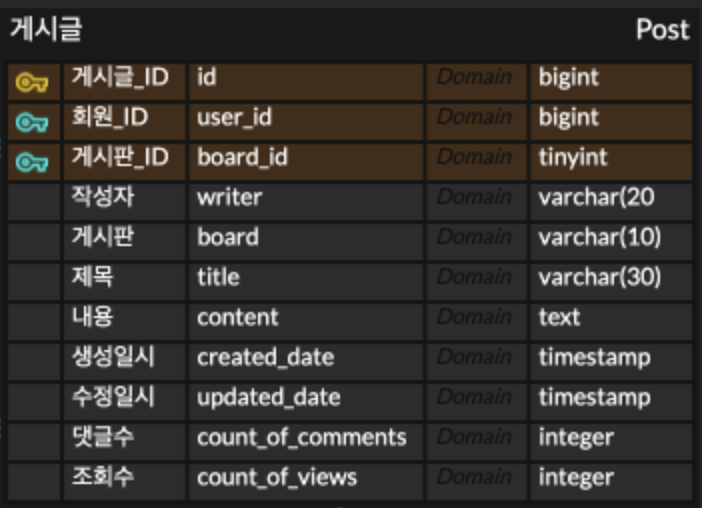 게시글 Post
게시글_ID id Domain bigint
회원_ID user_id Domain bigint
게시판_ID board_id Domain tinyint
작성자 writer Domain varchar(20
게시판 board Domain varchar(10)
제목 title Domain varchar(30)
내용 content Domain text
생성일시 created_date Domain timestamp
수정일시 updated_date Domain timestamp
댓글수 count_of_comments Domain integer
조회수 count_of_views Domain integer